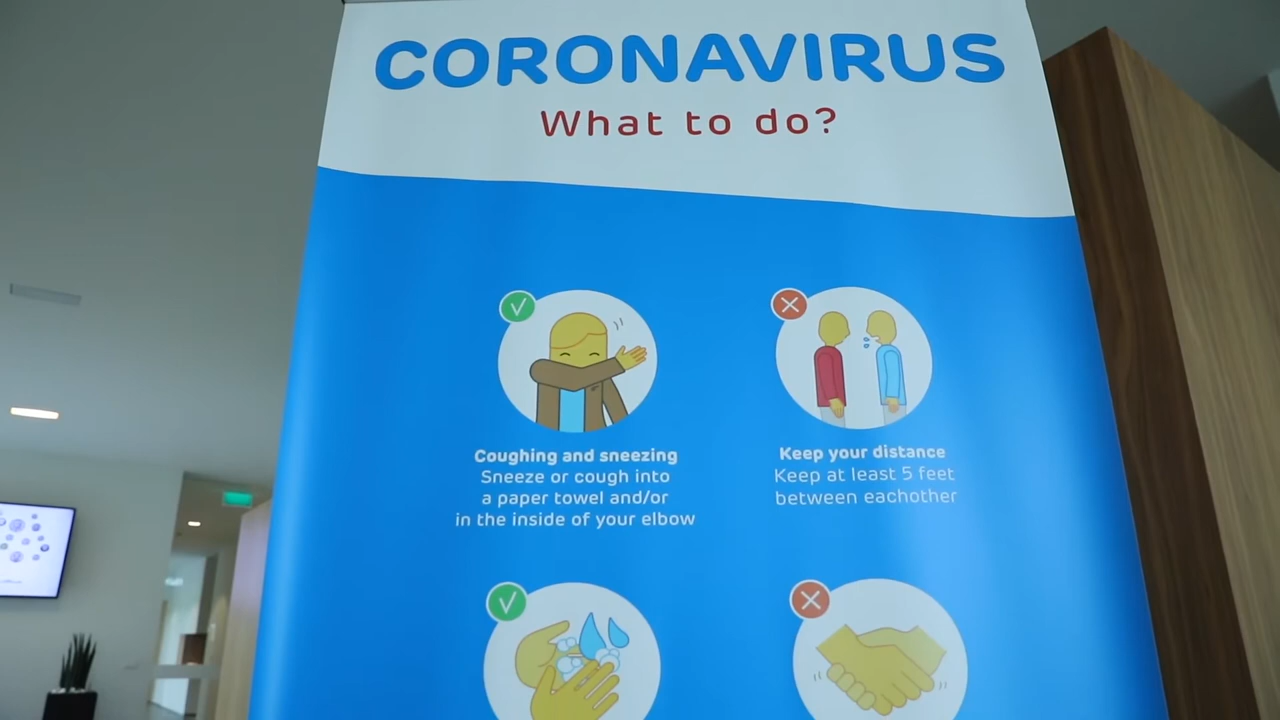 CORONAVIRUS
What to do?
Coughing and sneezing
Sneeze or cough into
a paper towel and/or
in the inside of your elbow
Keep your distance
Keep at least 5 feet
between eachother